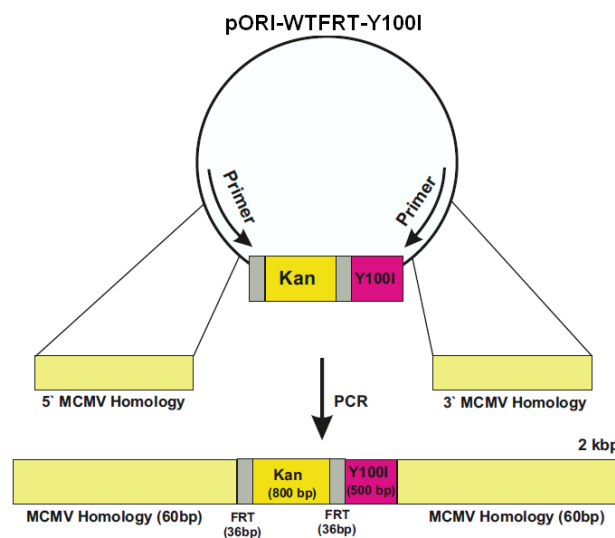 pORI-WTFRT-Y100I
Primer
Primer
Kan
Y100I
5` MCMV Homology
3` MCMV Homology
PCR
2 kbp
Kan
(800 bp)
Y100I
(500 bp)
MCMV Homology (60bp)
FRT
(36bp)
FRT
(36bp)
MCMV Homology (60bp)